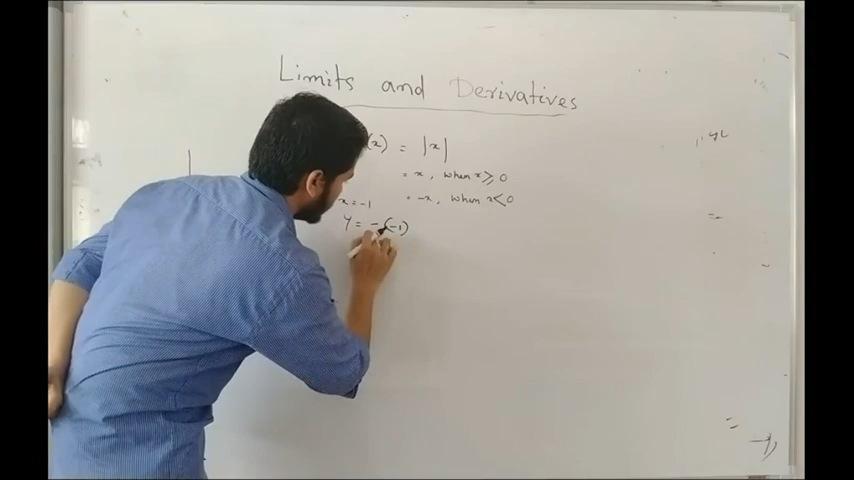 Limits and Derivatives
(x) = |x|
= x, when x ≥ 0
x = -1 = -x, when x < 0
y = -(-1)